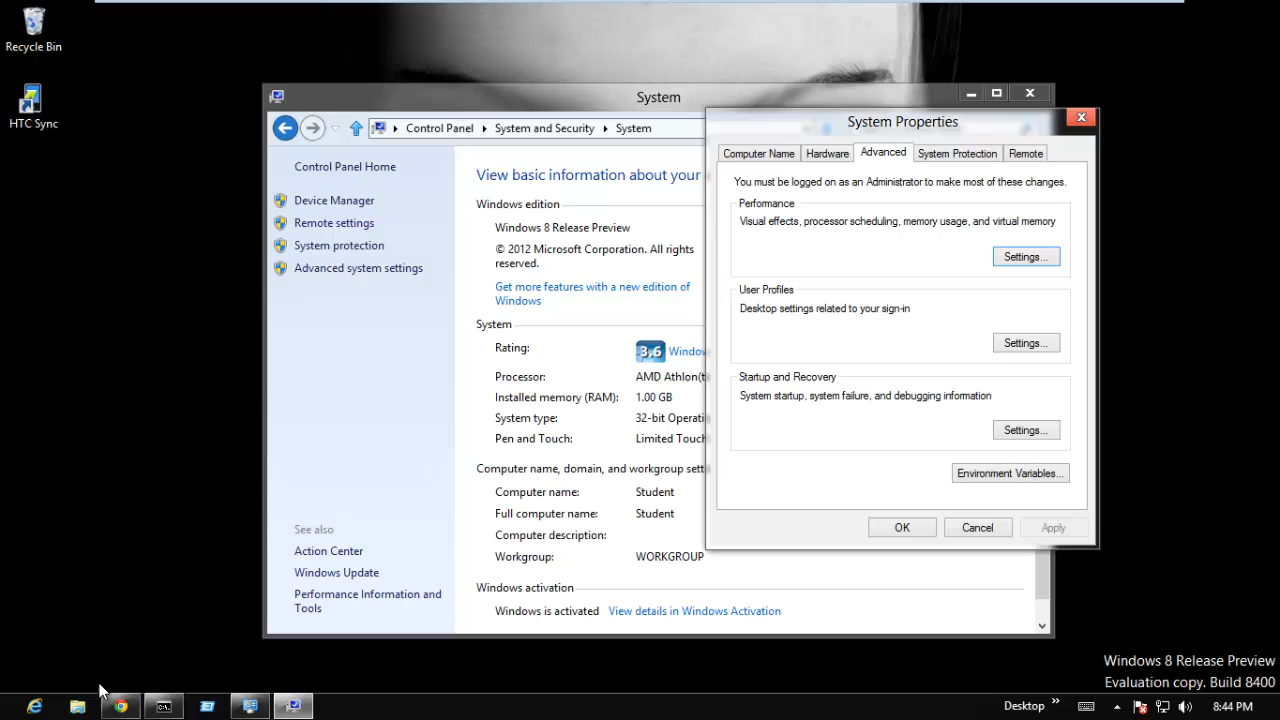 Recycle Bin
HTC Sync
System
Control Panel
System and Security
System
Control Panel Home
Device Manager
Remote settings
System protection
Advanced system settings
See also
Action Center
Windows Update
Performance Information and
Tools
View basic information about your
Windows edition
Windows 8 Release Preview
© 2012 Microsoft Corporation. All rights
reserved.
Get more features with a new edition of
Windows
System
Rating:
3.6
Processor:
AMD
Installed memory (RAM):
1.00 GB
System type:
32-bit
Pen and Touch:
Limited
Computer name, domain, and workgroup
Computer name:
Student
Full computer name:
Student
Computer description:
Workgroup:
WORKGROUP
Windows activation
Windows is activated View details in Windows Activation
System Properties
Computer Name
Hardware
Advanced
System Protection
Remote
You must be logged on as an Administrator to make most of these changes.
Performance
Visual effects, processor scheduling, memory usage, and virtual memory
Settings...
User Profiles
Desktop settings related to your sign-in
Settings...
Startup and Recovery
System startup, system failure, and debugging information
Settings...
Environment Variables...
OK
Cancel
Apply
Windows 8 Release Preview
Evaluation copy. Build 8400
Desktop
8:44 PM